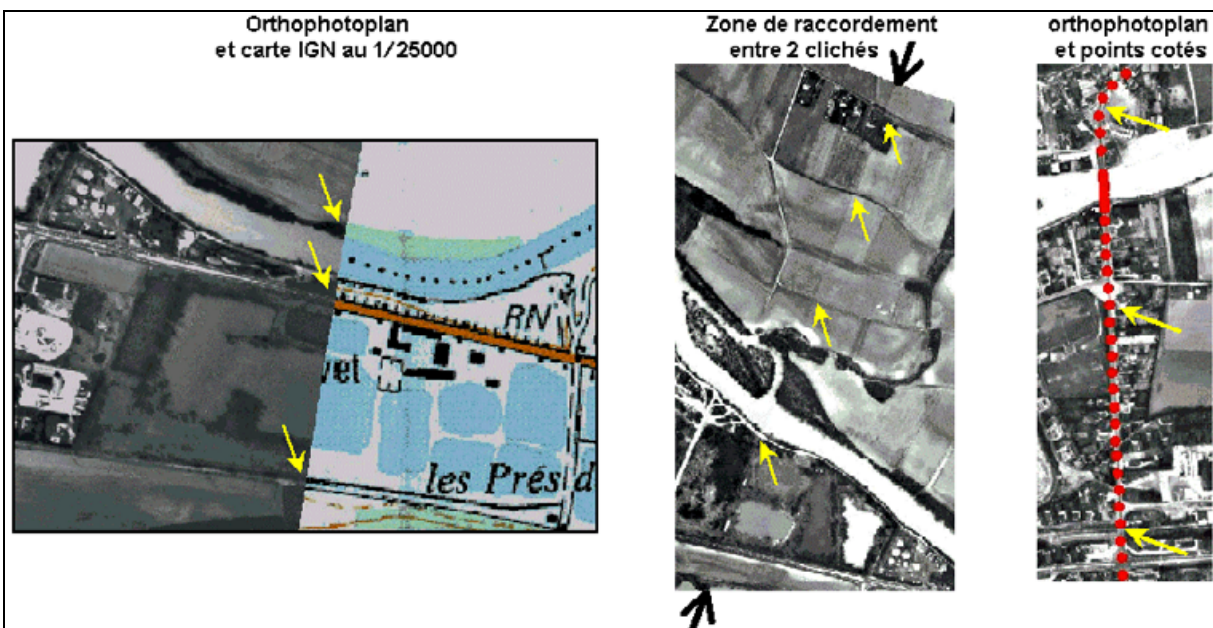 Orthophotoplan
et carte IGN au 1/25000
Zone de raccordement
entre 2 clichés
orthophotoplan
et points cotés
RN
vet
les Prés d